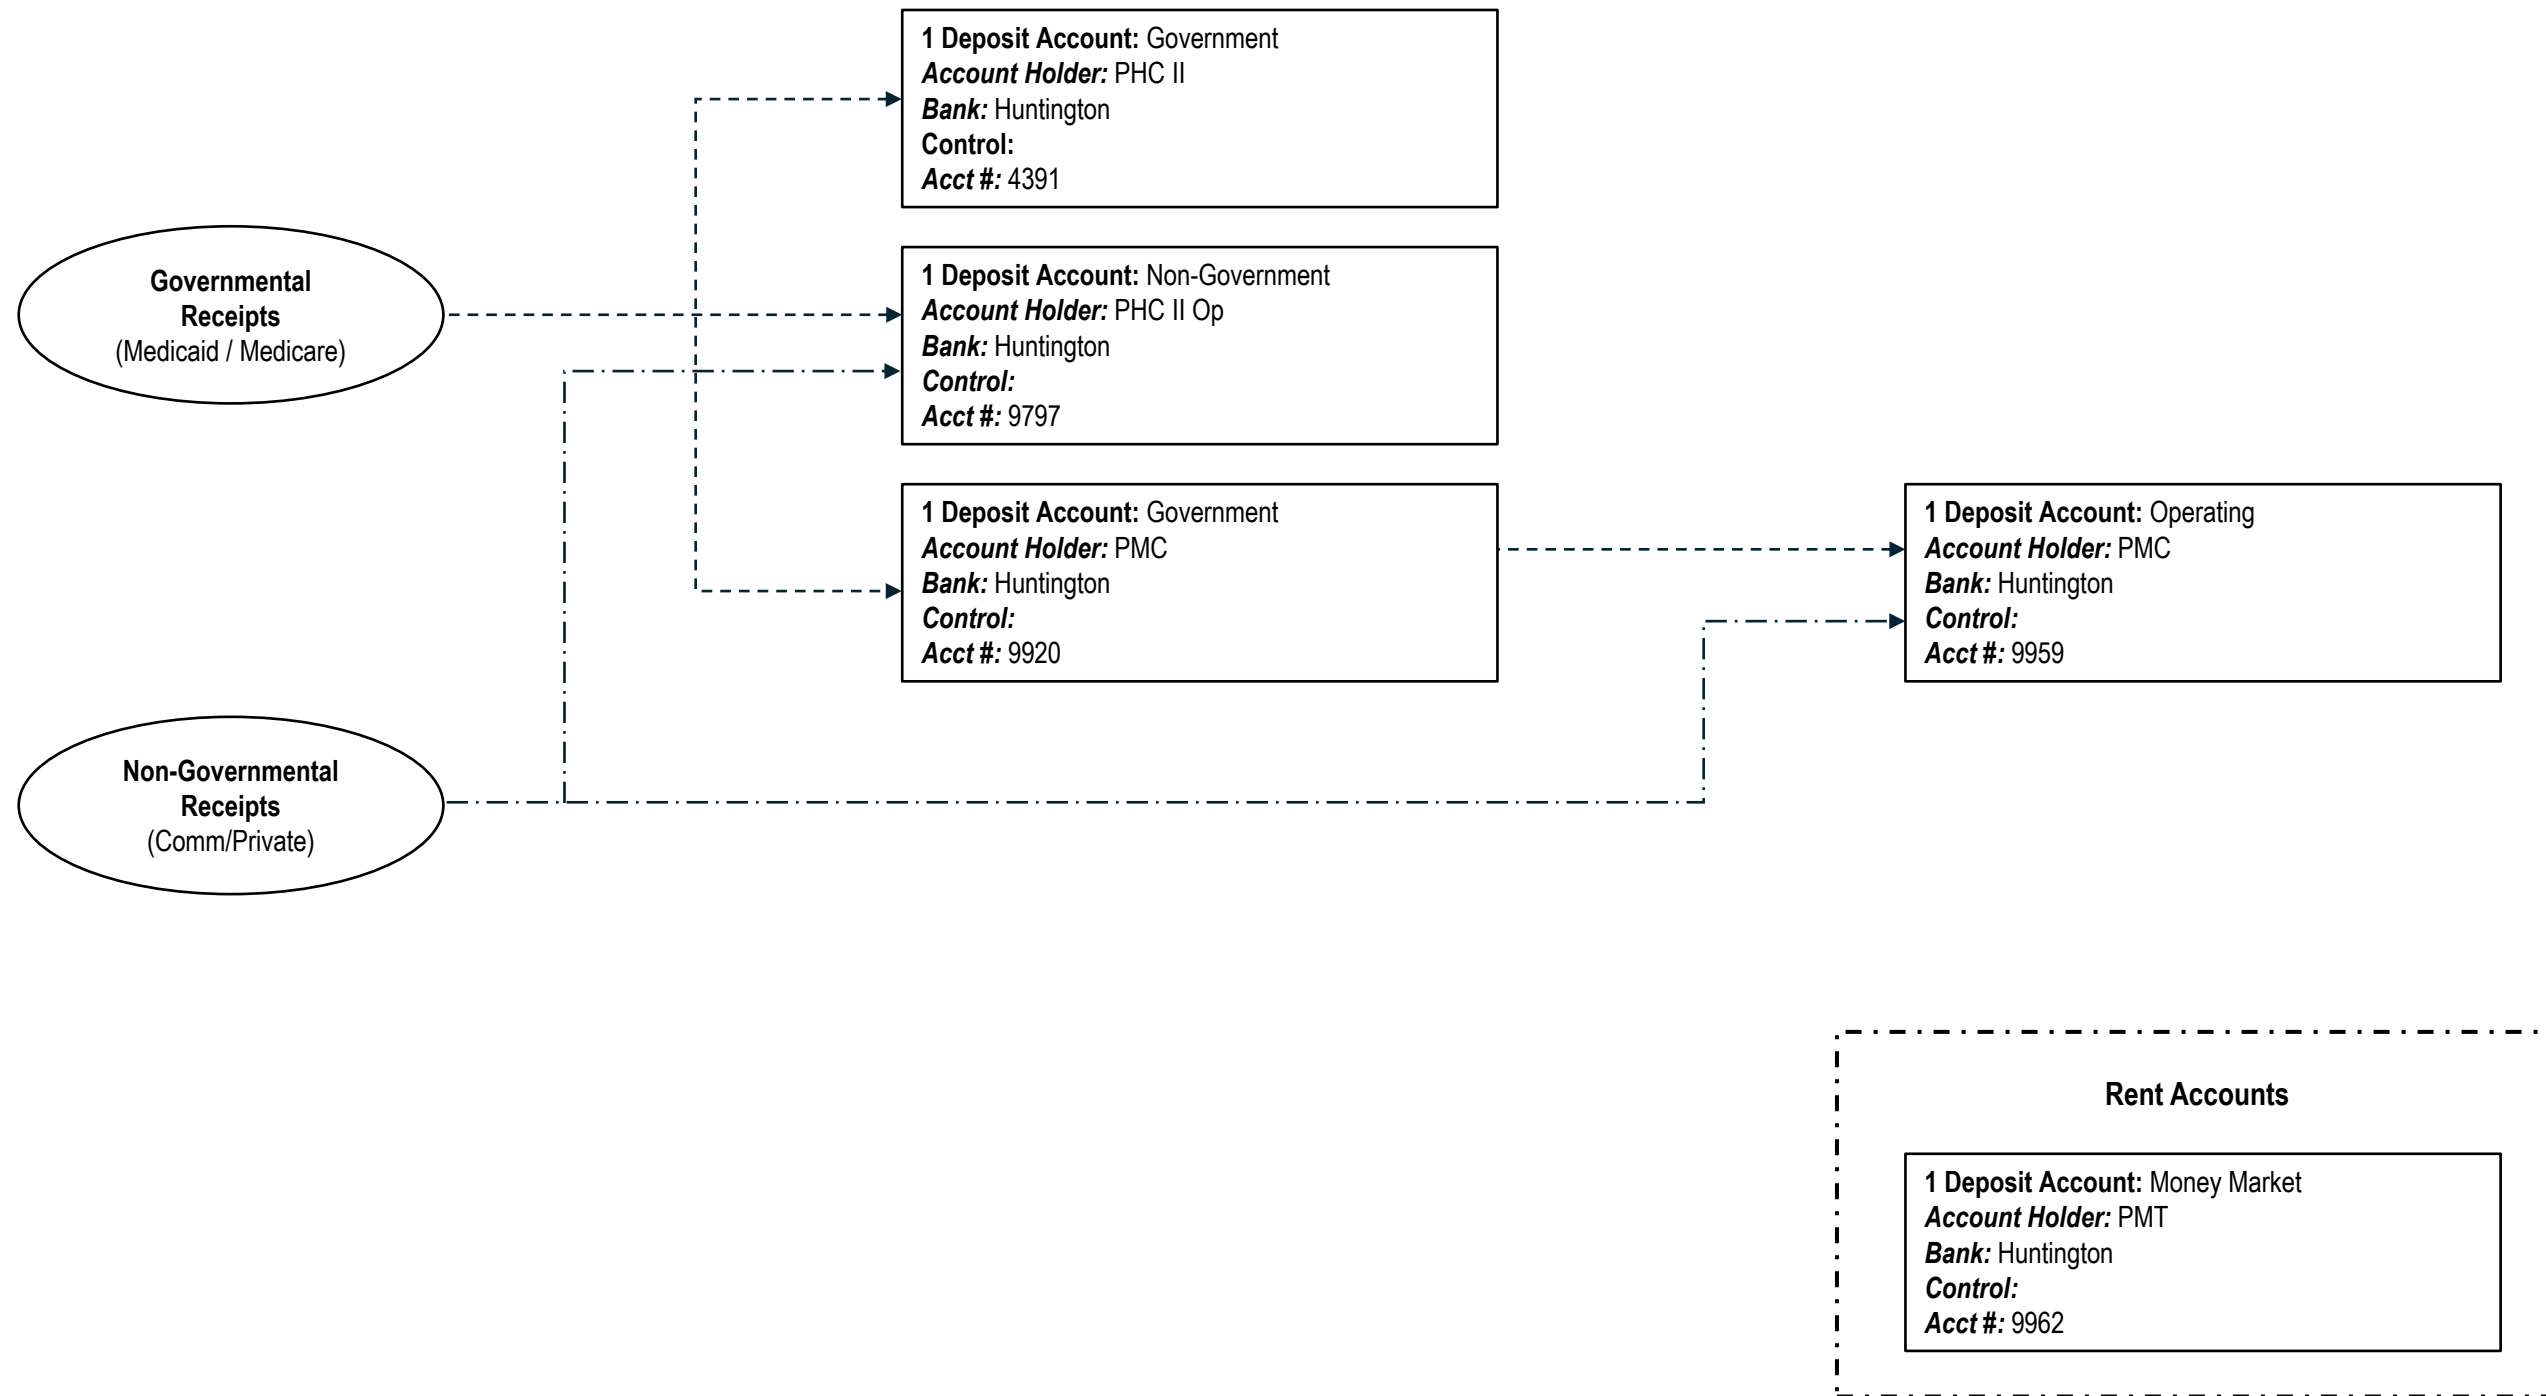 1 Deposit Account: Government
Account Holder: PHC II
Bank: Huntington
Control:
Acct #: 4391
Governmental
Receipts
(Medicaid / Medicare)
1 Deposit Account: Non-Government
Account Holder: PHC II Op
Bank: Huntington
Control:
Acct #: 9797
1 Deposit Account: Government
Account Holder: PMC
Bank: Huntington
Control:
Acct #: 9920
1 Deposit Account: Operating
Account Holder: PMC
Bank: Huntington
Control:
Acct #: 9959
Non-Governmental
Receipts
(Comm/Private)
Rent Accounts
1 Deposit Account: Money Market
Account Holder: PMT
Bank: Huntington
Control:
Acct #: 9962